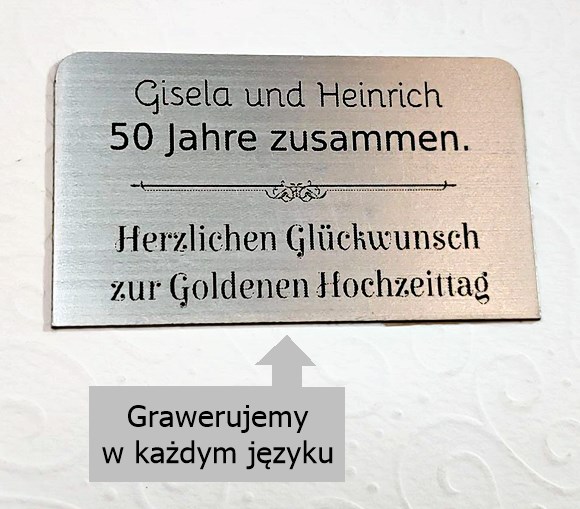 Gisela und Heinrich
50 Jahre zusammen.
Herzlichen Glückwunsch
zur Goldenen Hochzeittag
Grawerujemy
w każdym języku